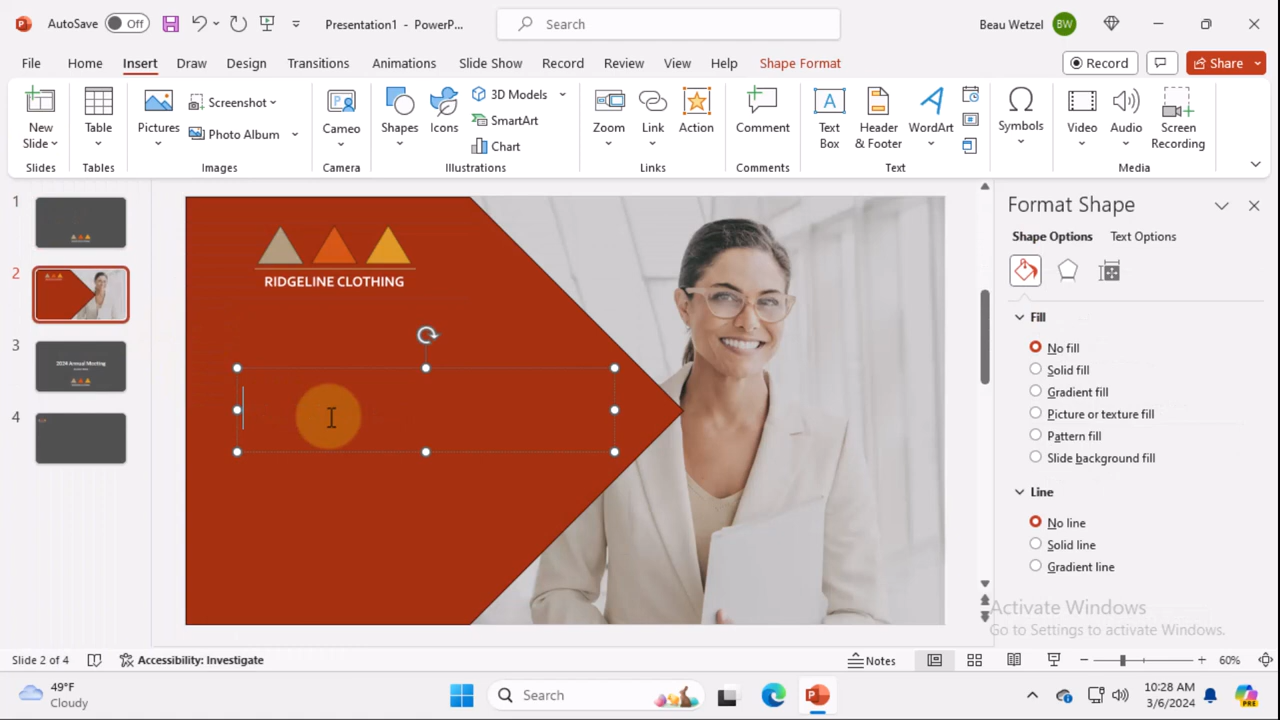 AutoSave Off Presentation1 - PowerP... Search Beau Wetzel BW
File Home Insert Draw Design Transitions Animations Slide Show Record Review View Help Shape Format Record Share
New Slide
Slides
Table
Tables
Pictures
Screenshot
Photo Album
Images
Cameo
Camera
Shapes
Icons
3D Models
SmartArt
Chart
Illustrations
Zoom
Link
Action
Links
Comment
Comments
Text Box
Header & Footer
WordArt
Text
Symbols
Video
Audio
Screen Recording
Media
1
2
3
2024 Annual Meeting
4
RIDGELINE CLOTHING
Format Shape
Shape Options Text Options
Fill
No fill
Solid fill
Gradient fill
Picture or texture fill
Pattern fill
Slide background fill
Line
No line
Solid line
Gradient line
Activate Windows
Go to Settings to activate Windows.
Slide 2 of 4 Accessibility: Investigate Notes 60%
49°F
Cloudy
Search
10:28 AM
3/6/2024
PRE